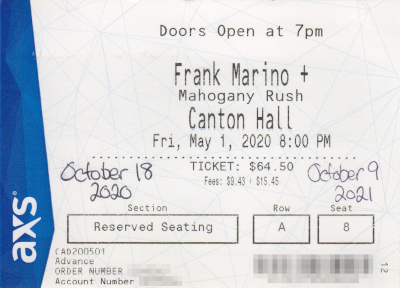 Doors Open at 7pm
Frank Marino +
Mahogany Rush
Canton Hall
Fri, May 1, 2020 8:00 PM
TICKET: $64.50
Fees: $9.43 + $15.45
October 18
2020
October 9
2021
Section
Row
Seat
Reserved Seating
A
8
CAD200501
Advance
ORDER NUMBER
Account Number
12
axs